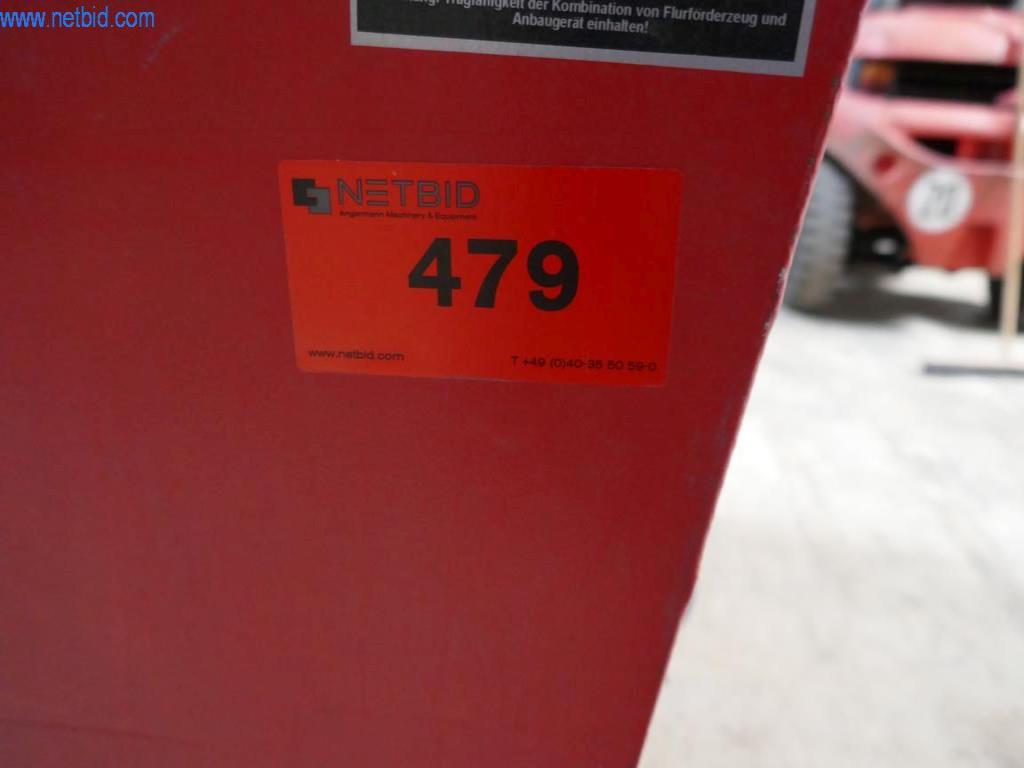 www.netbid.com
Tragfähigkeit der Kombination von Flurförderzeug und
Anbaugerät einhalten!
NETBID
Angermann Machinery & Equipment
479
www.netbid.com
T +49 (0)40-35 50 59-0